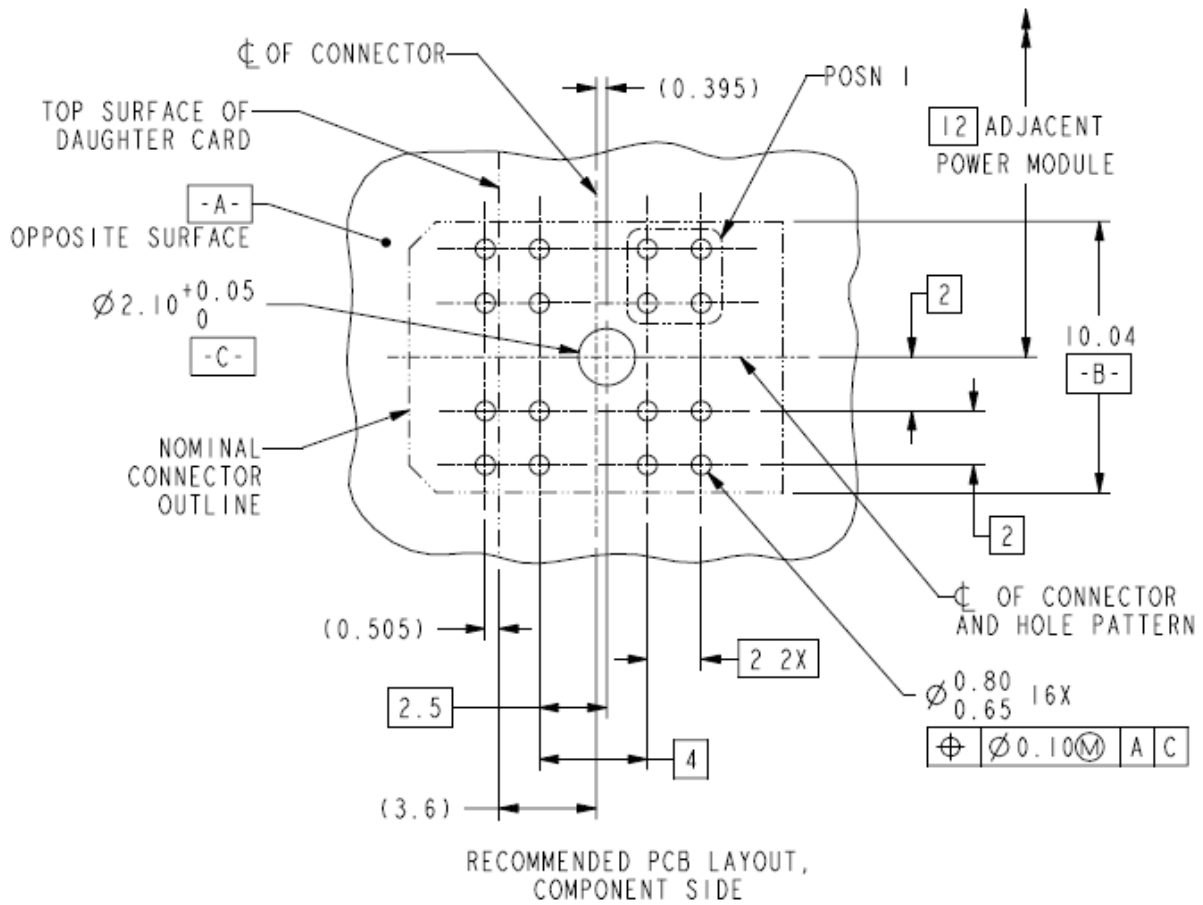 ℄ OF CONNECTOR
(0.395)
POSN 1
TOP SURFACE OF
DAUGHTER CARD
12 ADJACENT
POWER MODULE
-A-
OPPOSITE SURFACE
2
Ø2.10 +0.05
0
-C-
10.04
-B-
NOMINAL
CONNECTOR
OUTLINE
2
℄ OF CONNECTOR
AND HOLE PATTERN
(0.505)
2 2X
Ø 0.80
0.65 16X
2.5
⌖ Ø0.10Ⓜ A C
4
(3.6)
RECOMMENDED PCB LAYOUT,
COMPONENT SIDE